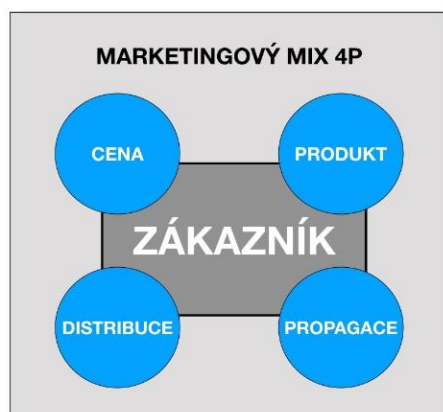 MARKETINGOVÝ MIX 4P
CENA
PRODUKT
ZÁKAZNÍK
DISTRIBUCE
PROPAGACE